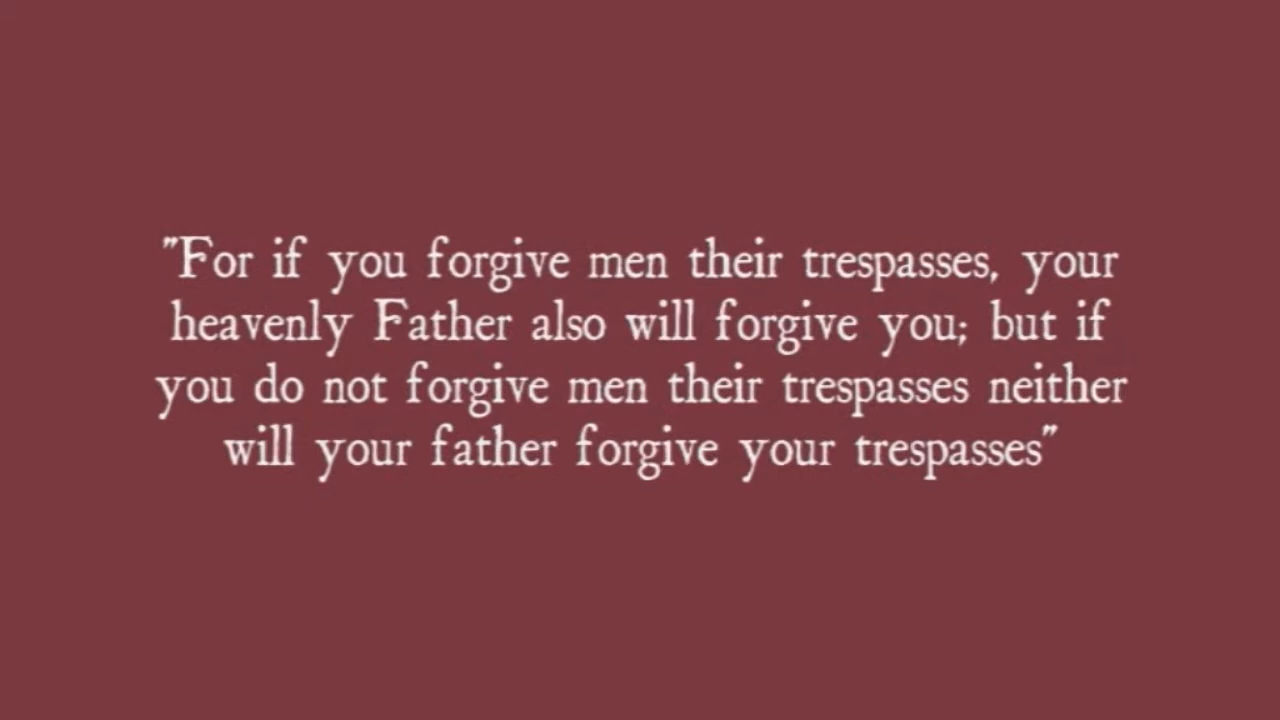 "For if you forgive men their trespasses, your
heavenly Father also will forgive you; but if
you do not forgive men their trespasses neither
will your father forgive your trespasses"